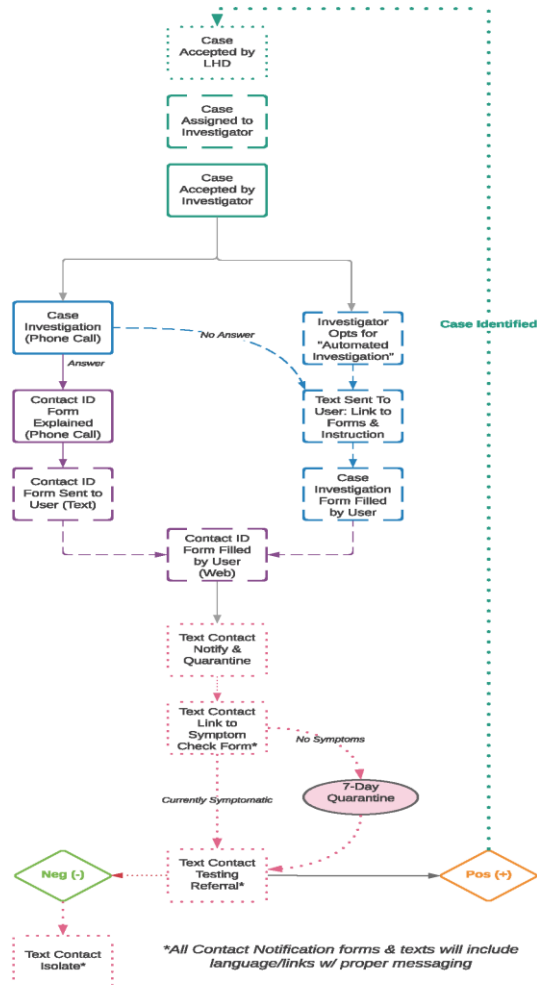 Case
Accepted by
LHD
Case
Assigned to
Investigator
Case
Accepted by
Investigator
Case
Investigation
(Phone Call)
No Answer
Investigator
Opts for
"Automated
Investigation"
Case Identified
Answer
Contact ID
Form
Explained
(Phone Call)
Text Sent To
User: Link to
Forms &
Instruction
Contact ID
Form Sent to
User (Text)
Case
Investigation
Form Filled
by User
Contact ID
Form Filled
by User
(Web)
Text Contact
Notify &
Quarantine
Text Contact
Link to
Symptom
Check Form*
No Symptoms
7-Day
Quarantine
Currently Symptomatic
Neg (-)
Text Contact
Testing
Referral*
Pos (+)
Text Contact
Isolate*
*All Contact Notification forms & texts will include
language/links w/ proper messaging